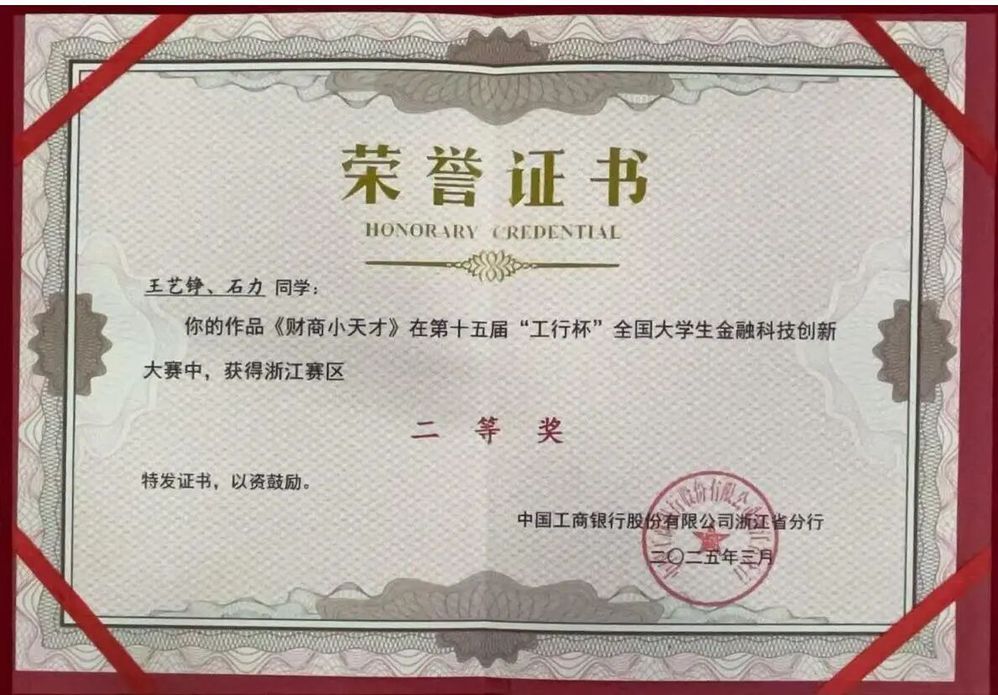 荣誉证书
HONORARY CREDENTIAL
王艺铮、石力 同学：
你的作品《财商小天才》在第十五届“工行杯”全国大学生金融科技创新
大赛中，获得浙江赛区
二等奖
特发证书，以资鼓励。
中国工商银行股份有限公司浙江省分行
二〇二五年三月